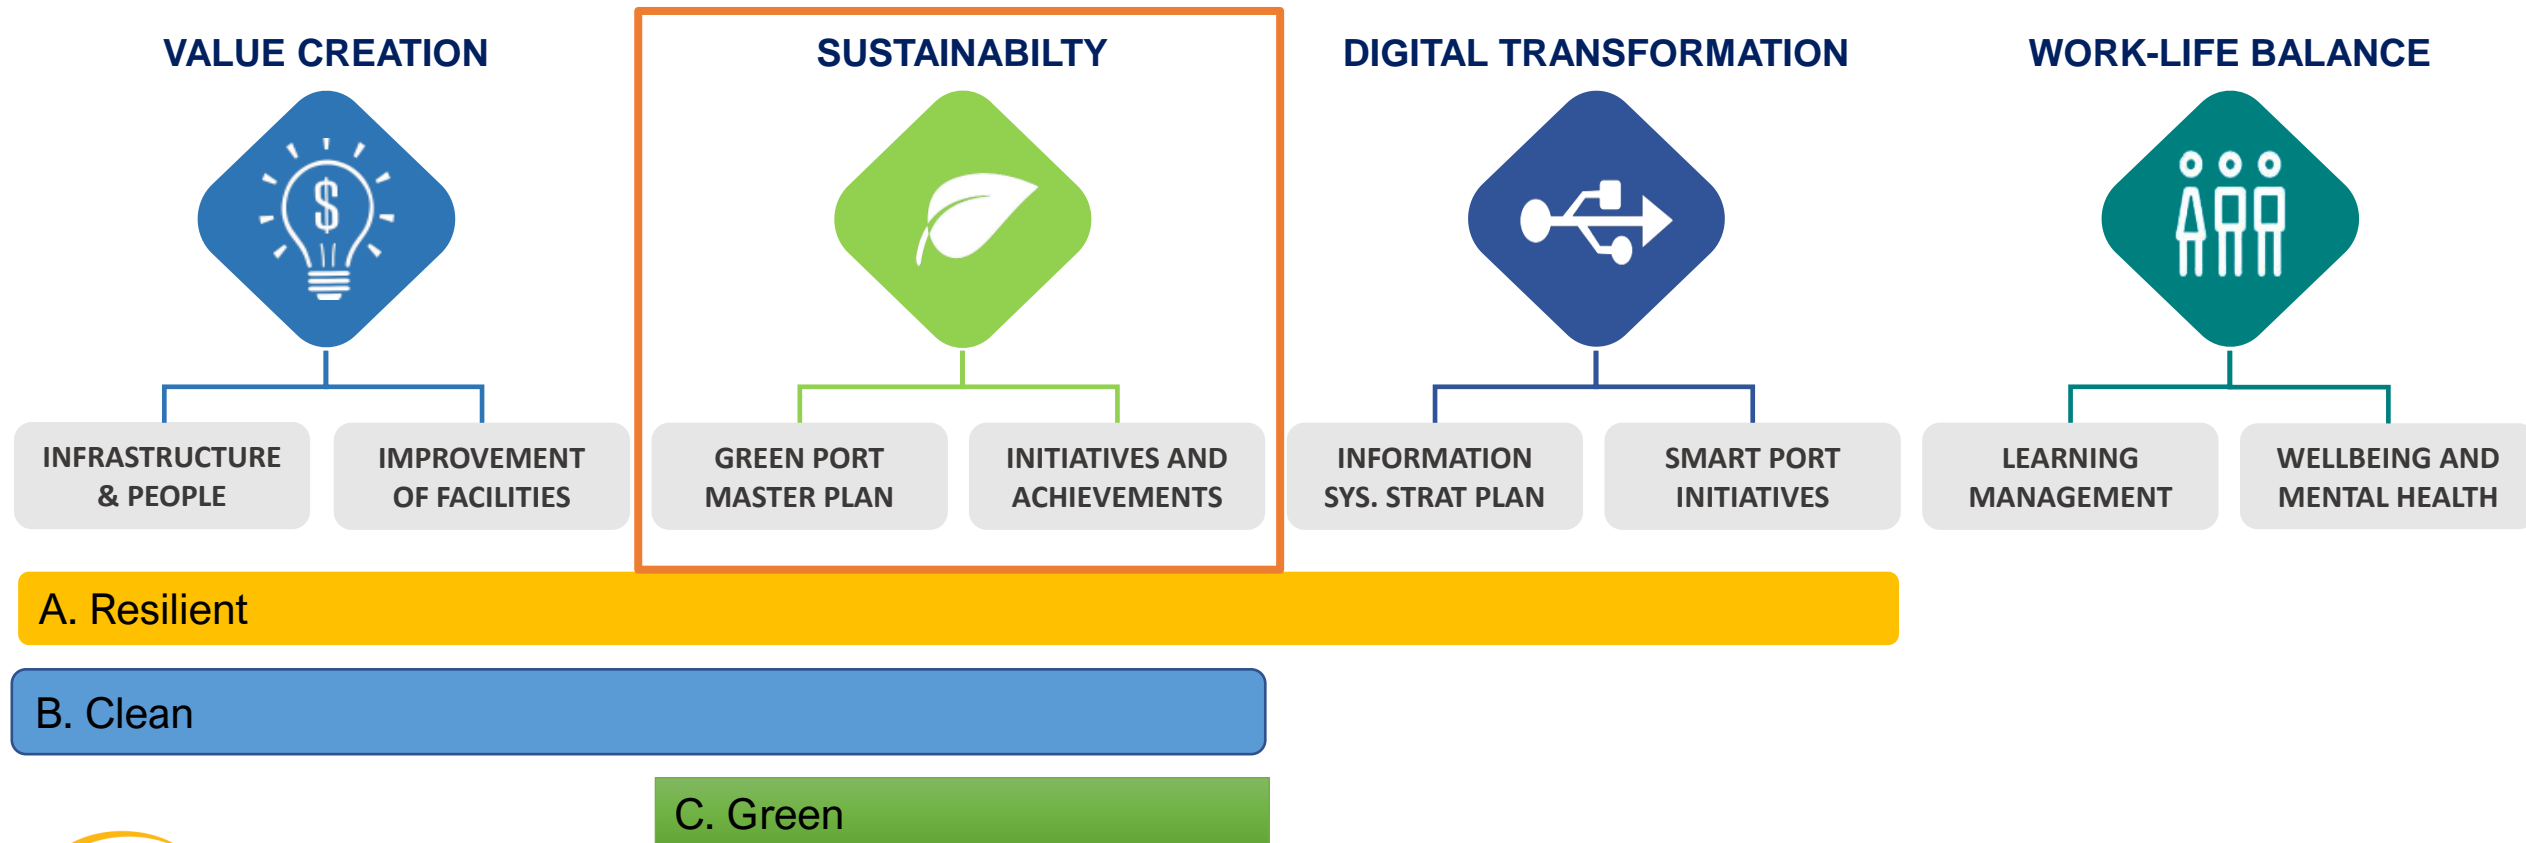 VALUE CREATION
SUSTAINABILTY
DIGITAL TRANSFORMATION
WORK-LIFE BALANCE
$
INFRASTRUCTURE
& PEOPLE
IMPROVEMENT
OF FACILITIES
GREEN PORT
MASTER PLAN
INITIATIVES AND
ACHIEVEMENTS
INFORMATION
SYS. STRAT PLAN
SMART PORT
INITIATIVES
LEARNING
MANAGEMENT
WELLBEING AND
MENTAL HEALTH
A. Resilient
B. Clean
C. Green